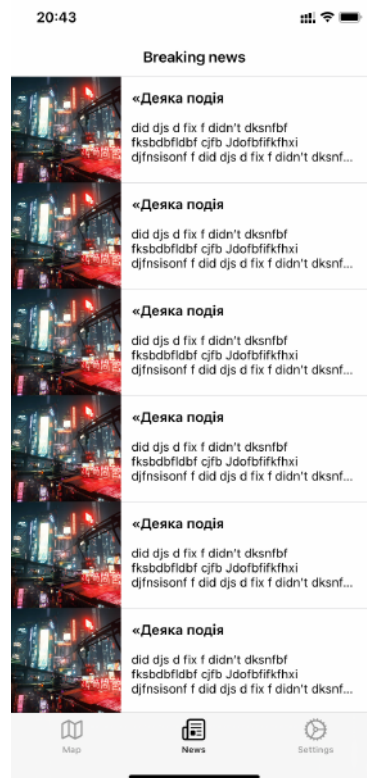 20:43
Breaking news
«Деяка подія
did djs d fix f didn't dksnfbf
fksbdbfldbf cjfb Jdofbfifkfhxi
djfnsisonf f did djs d fix f didn't dksnf...
«Деяка подія
did djs d fix f didn't dksnfbf
fksbdbfldbf cjfb Jdofbfifkfhxi
djfnsisonf f did djs d fix f didn't dksnf...
«Деяка подія
did djs d fix f didn't dksnfbf
fksbdbfldbf cjfb Jdofbfifkfhxi
djfnsisonf f did djs d fix f didn't dksnf...
«Деяка подія
did djs d fix f didn't dksnfbf
fksbdbfldbf cjfb Jdofbfifkfhxi
djfnsisonf f did djs d fix f didn't dksnf...
«Деяка подія
did djs d fix f didn't dksnfbf
fksbdbfldbf cjfb Jdofbfifkfhxi
djfnsisonf f did djs d fix f didn't dksnf...
«Деяка подія
did djs d fix f didn't dksnfbf
fksbdbfldbf cjfb Jdofbfifkfhxi
djfnsisonf f did djs d fix f didn't dksnf...
Map News Settings